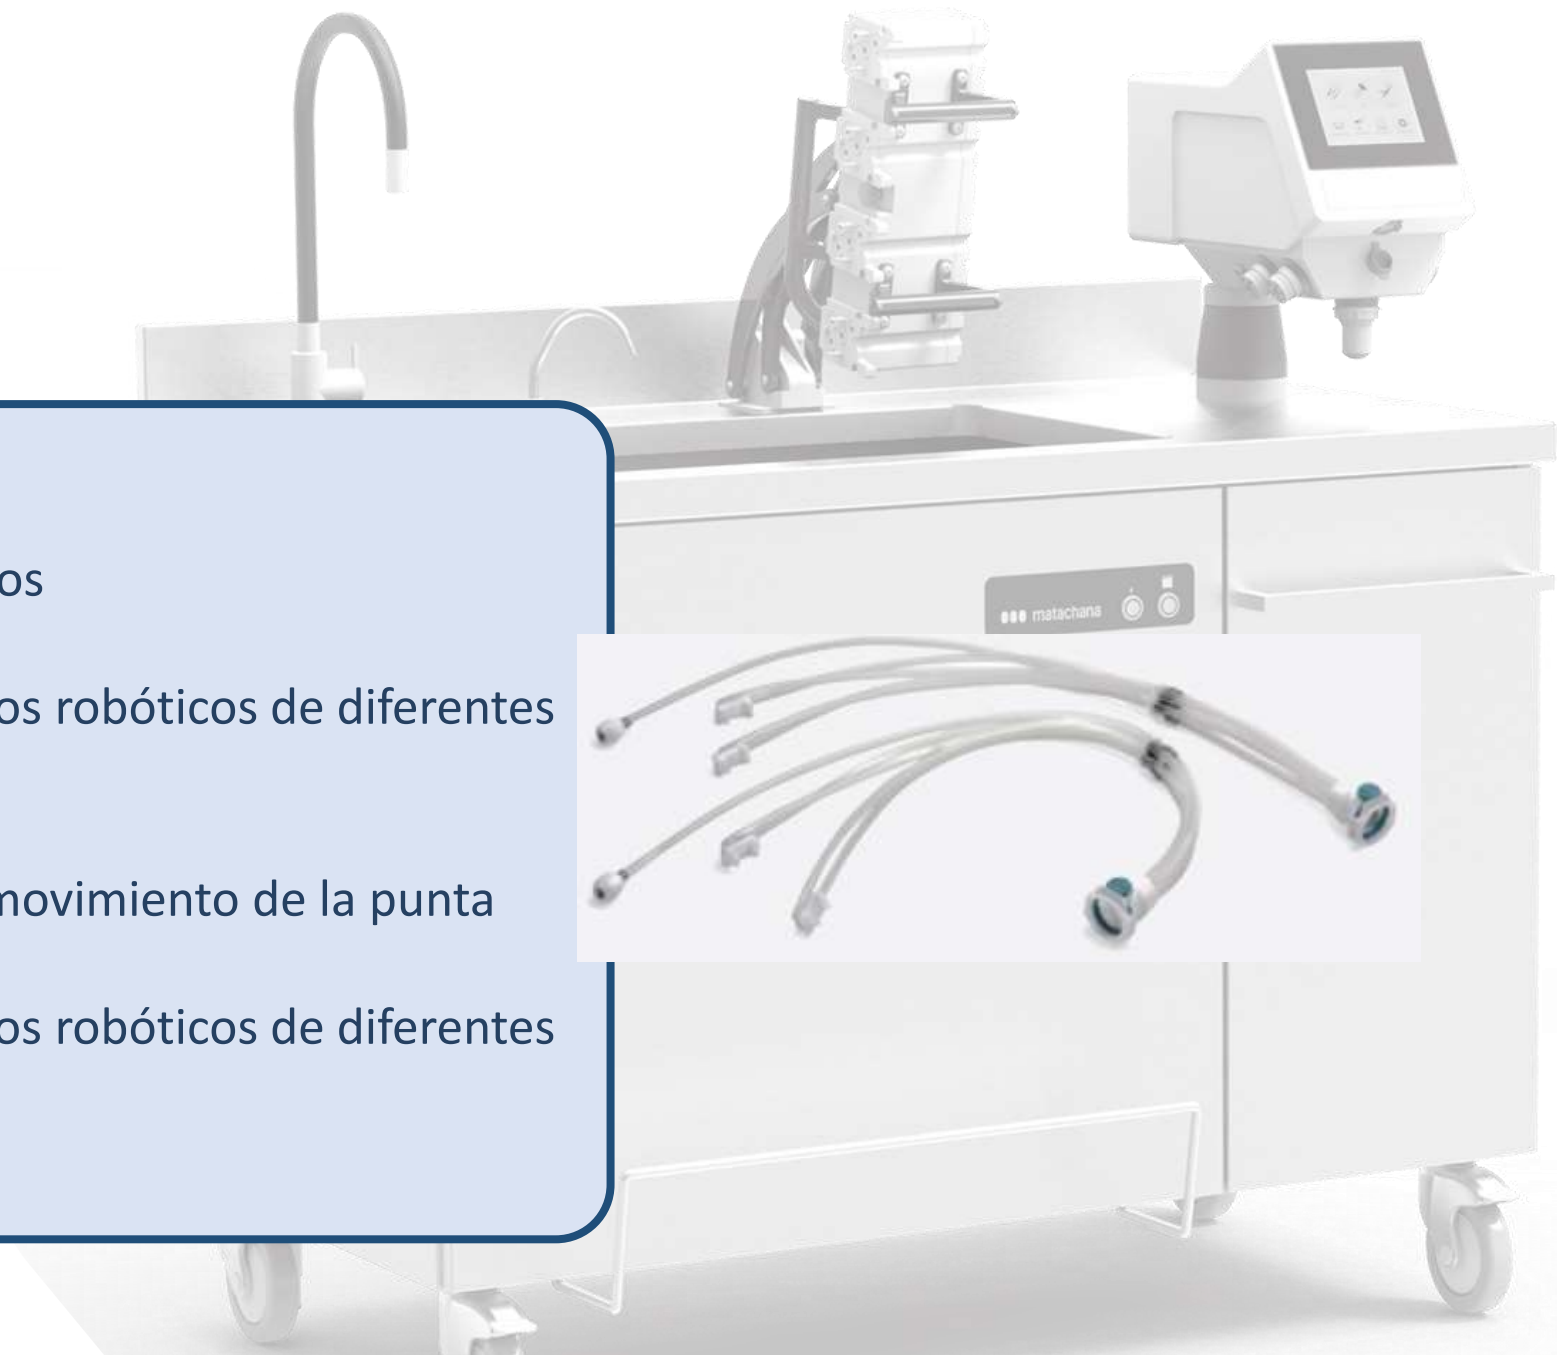 os
os robóticos de diferentes
movimiento de la punta
os robóticos de diferentes
matachana